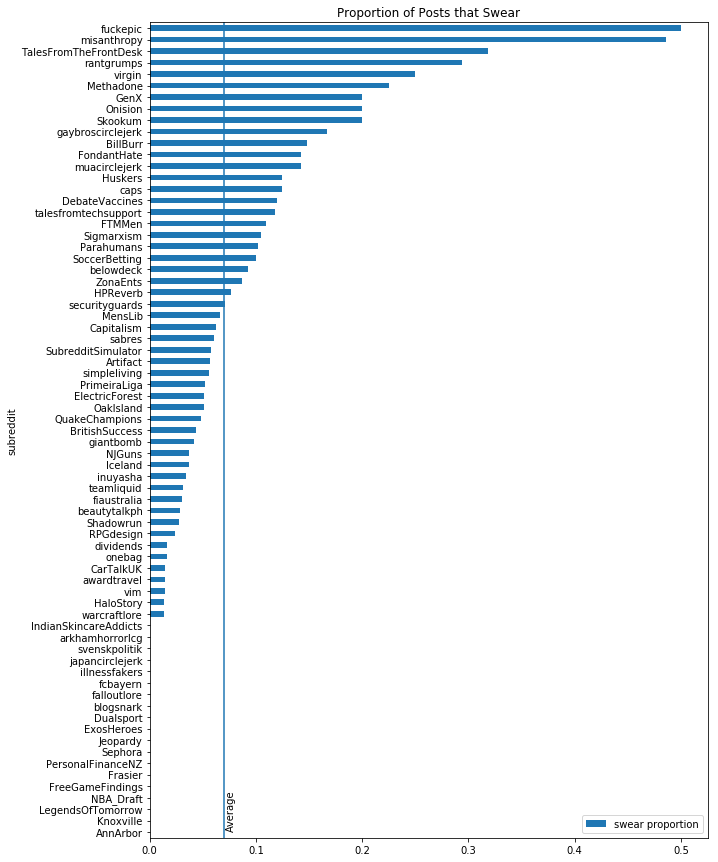 Proportion of Posts that Swear
fuckepic
misanthropy
TalesFromTheFrontDesk
rantgrumps
virgin
Methadone
GenX
Onision
Skookum
gaybroscirclejerk
BillBurr
FondantHate
muacirclejerk
Huskers
caps
DebateVaccines
talesfromtechsupport
FTMMen
Sigmarxism
Parahumans
SoccerBetting
belowdeck
ZonaEnts
HPReverb
securityguards
MensLib
Capitalism
sabres
SubredditSimulator
Artifact
simpleliving
PrimeiraLiga
ElectricForest
OakIsland
QuakeChampions
BritishSuccess
giantbomb
NJGuns
Iceland
inuyasha
teamliquid
fiaustralia
beautytalkph
Shadowrun
RPGdesign
dividends
onebag
CarTalkUK
awardtravel
vim
HaloStory
warcraftlore
IndianSkincareAddicts
arkhamhorrorlcg
svenskpolitik
japancirclejerk
illnessfakers
fcbayern
falloutlore
blogsnark
Dualsport
ExosHeroes
Jeopardy
Sephora
PersonalFinanceNZ
Frasier
FreeGameFindings
NBA_Draft
LegendsOfTomorrow
Knoxville
AnnArbor
subreddit
Average
swear proportion
0.0 0.1 0.2 0.3 0.4 0.5